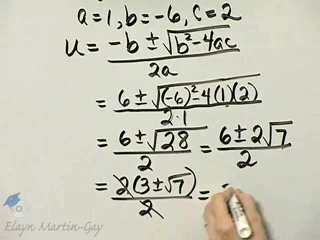 a=1, b=-6, c=2
u = (-b ± √(b²-4ac)) / 2a
= (6 ± √((-6)²-4(1)(2))) / 2·1
= (6 ± √28) / 2 = (6 ± 2√7) / 2
= 2(3 ± √7) / 2 =
Elayn Martin-Gay